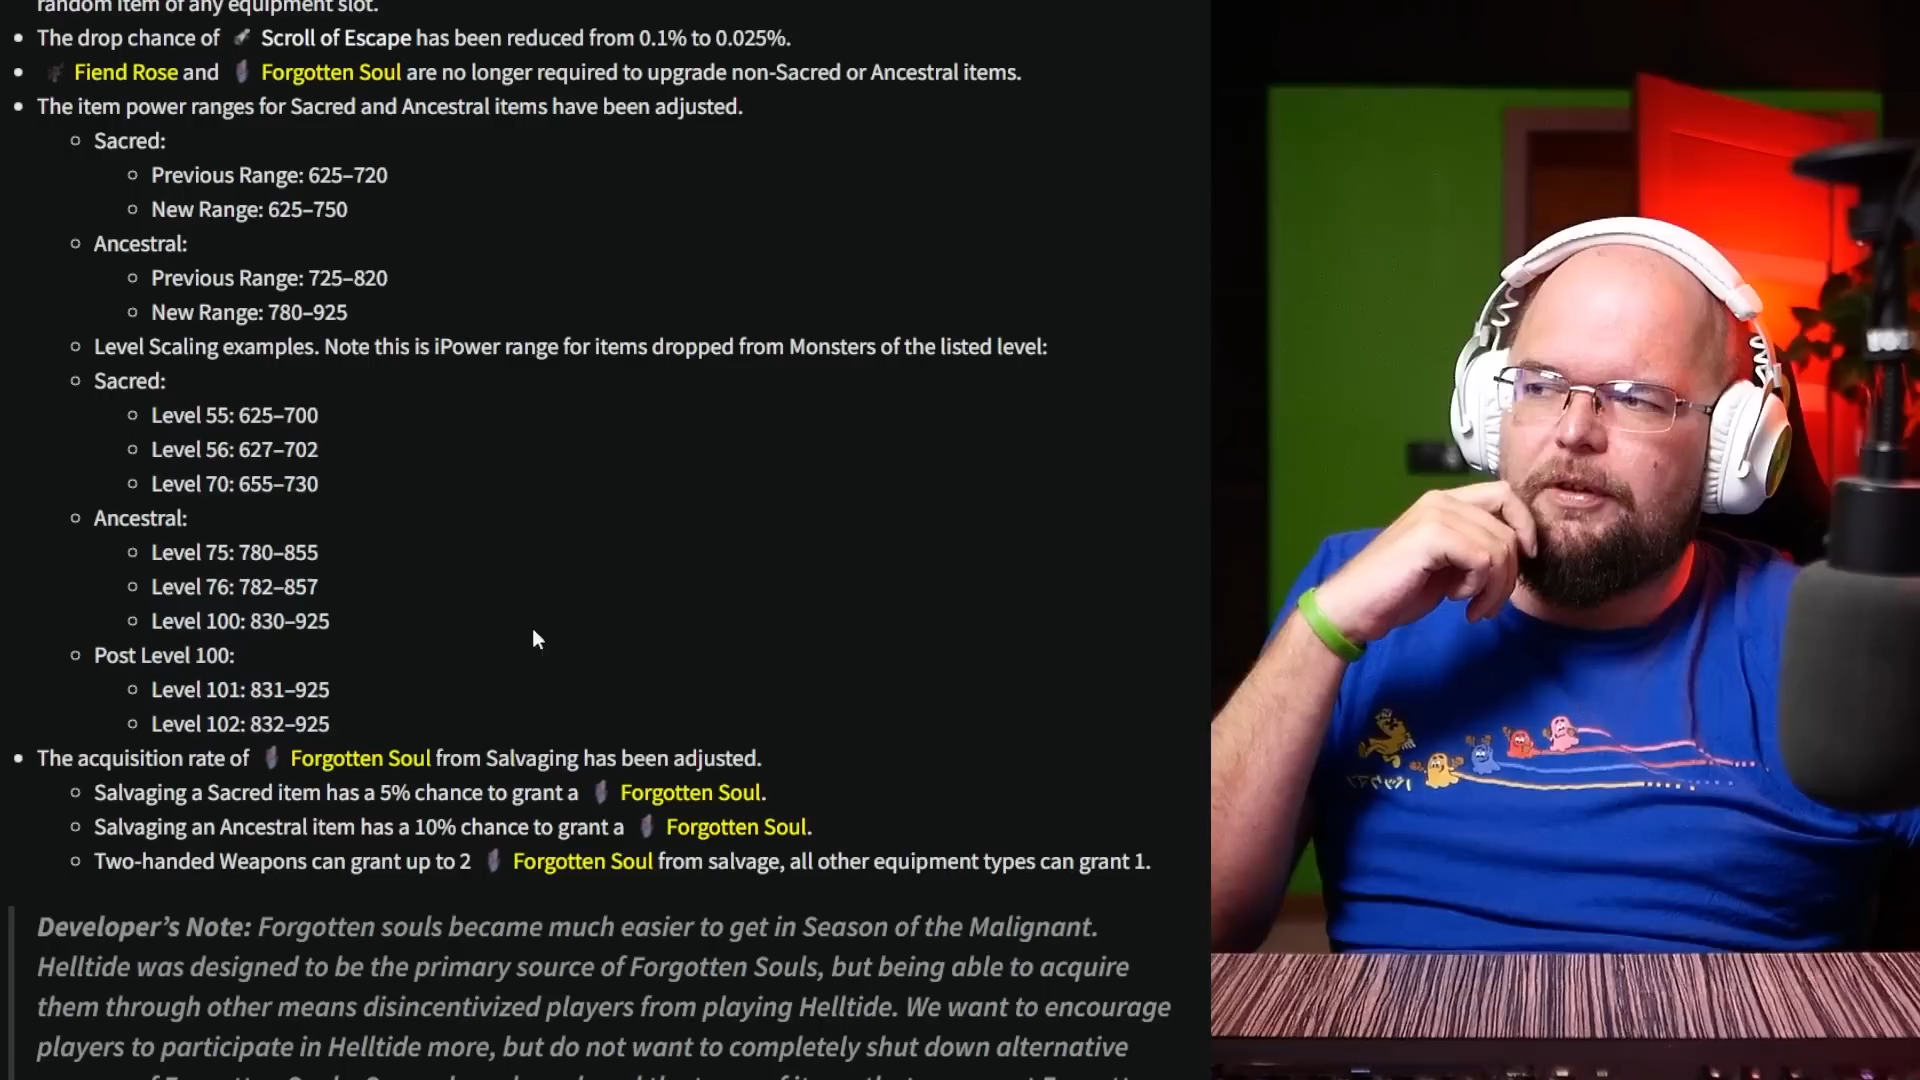 random item of any equipment slot.
The drop chance of Scroll of Escape has been reduced from 0.1% to 0.025%.
Fiend Rose and Forgotten Soul are no longer required to upgrade non-Sacred or Ancestral items.
The item power ranges for Sacred and Ancestral items have been adjusted.
Sacred:
Previous Range: 625–720
New Range: 625–750
Ancestral:
Previous Range: 725–820
New Range: 780–925
Level Scaling examples. Note this is iPower range for items dropped from Monsters of the listed level:
Sacred:
Level 55: 625–700
Level 56: 627–702
Level 70: 655–730
Ancestral:
Level 75: 780–855
Level 76: 782–857
Level 100: 830–925
Post Level 100:
Level 101: 831–925
Level 102: 832–925
The acquisition rate of Forgotten Soul from Salvaging has been adjusted.
Salvaging a Sacred item has a 5% chance to grant a Forgotten Soul.
Salvaging an Ancestral item has a 10% chance to grant a Forgotten Soul.
Two-handed Weapons can grant up to 2 Forgotten Soul from salvage, all other equipment types can grant 1.
Developer's Note: Forgotten souls became much easier to get in Season of the Malignant.
Helltide was designed to be the primary source of Forgotten Souls, but being able to acquire
them through other means disincentivized players from playing Helltide. We want to encourage
players to participate in Helltide more, but do not want to completely shut down alternative